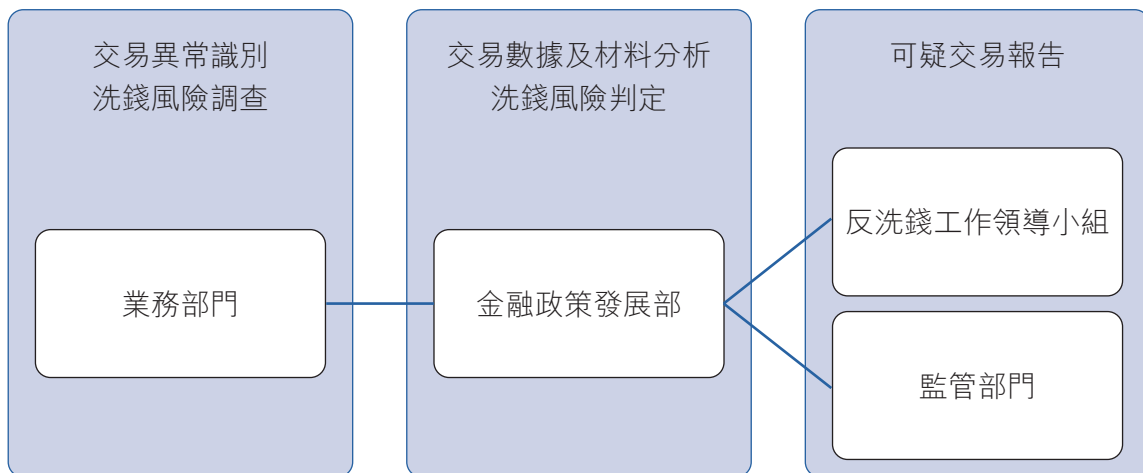 交易異常識別
洗錢風險調查
業務部門
交易數據及材料分析
洗錢風險判定
金融政策發展部
可疑交易報告
反洗錢工作領導小組
監管部門